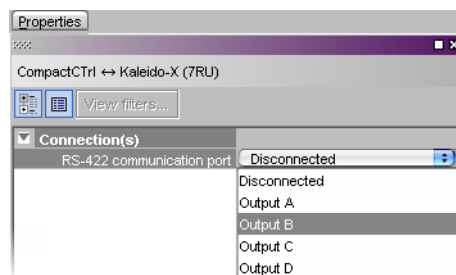 Properties
CompactCTrl ↔ Kaleido-X (7RU)
View filters...
Connection(s)
RS-422 communication port Disconnected
Disconnected
Output A
Output B
Output C
Output D